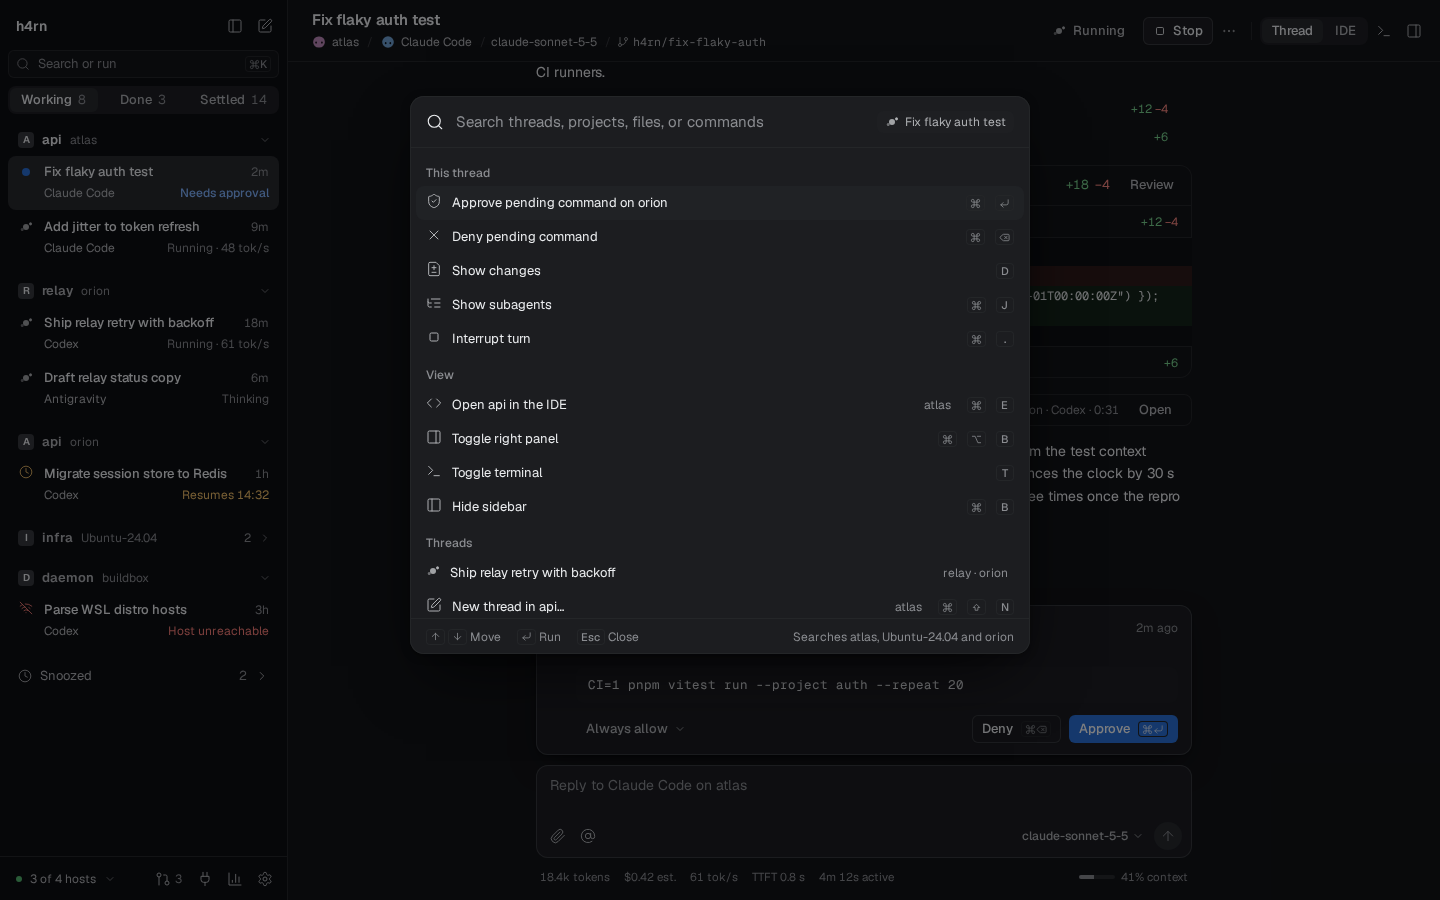 h4rn
Search or run ⌘K
Working 8 Done 3 Settled 14
A api atlas
Fix flaky auth test 2m
Claude Code Needs approval
Add jitter to token refresh 9m
Claude Code Running · 48 tok/s
R relay orion
Ship relay retry with backoff 18m
Codex Running · 61 tok/s
Draft relay status copy 6m
Antigravity Thinking
A api orion
Migrate session store to Redis 1h
Codex Resumes 14:32
I infra Ubuntu-24.04 2
D daemon buildbox
Parse WSL distro hosts 3h
Codex Host unreachable
Snoozed 2
3 of 4 hosts 3
Fix flaky auth test
atlas / Claude Code / claude-sonnet-5-5 / h4rn/fix-flaky-auth
Running Stop ··· Thread IDE
CI runners.
+12 −4
+6
+18 −4 Review
+12 −4
-01T00:00:00Z") });
+6
on · Codex · 0:31 Open
m the test context
nces the clock by 30 s
ee times once the repro
Search threads, projects, files, or commands Fix flaky auth test
This thread
Approve pending command on orion ⌘ ↵
Deny pending command ⌘ ⌫
Show changes D
Show subagents ⌘ J
Interrupt turn ⌘ .
View
Open api in the IDE atlas ⌘ E
Toggle right panel ⌘ ⌥ B
Toggle terminal T
Hide sidebar ⌘ B
Threads
Ship relay retry with backoff relay · orion
New thread in api… atlas ⌘ ⇧ N
↑ ↓ Move ↵ Run Esc Close Searches atlas, Ubuntu-24.04 and orion
2m ago
CI=1 pnpm vitest run --project auth --repeat 20
Always allow Deny ⌘⌫ Approve ⌘↵
Reply to Claude Code on atlas
claude-sonnet-5-5
18.4k tokens $0.42 est. 61 tok/s TTFT 0.8 s 4m 12s active 41% context